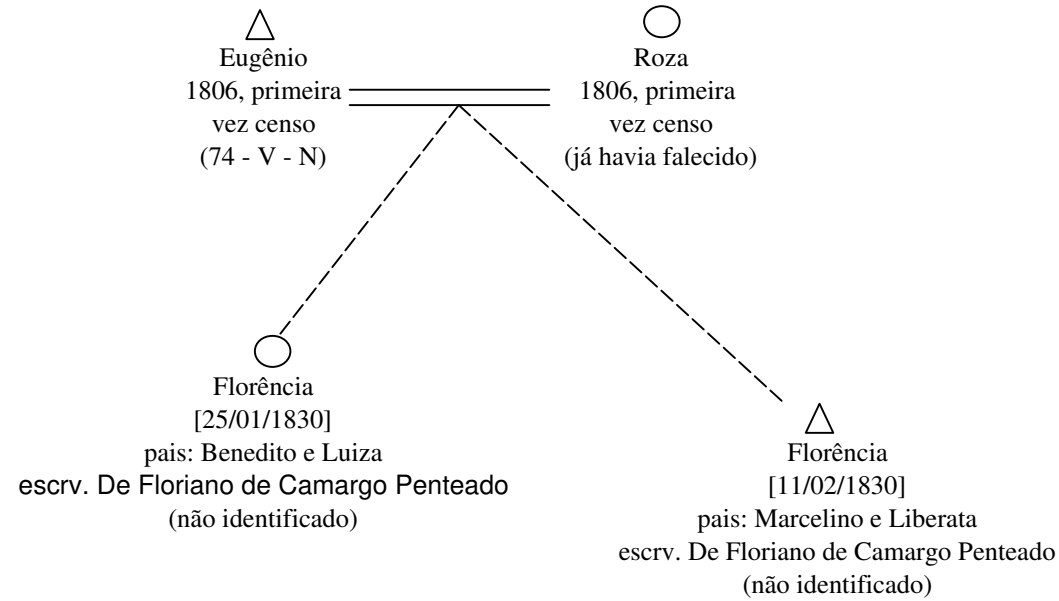 Eugênio
1806, primeira
vez censo
(74 - V - N)
Roza
1806, primeira
vez censo
(já havia falecido)
Florência
[25/01/1830]
pais: Benedito e Luiza
escrv. De Floriano de Camargo Penteado
(não identificado)
Florência
[11/02/1830]
pais: Marcelino e Liberata
escrv. De Floriano de Camargo Penteado
(não identificado)